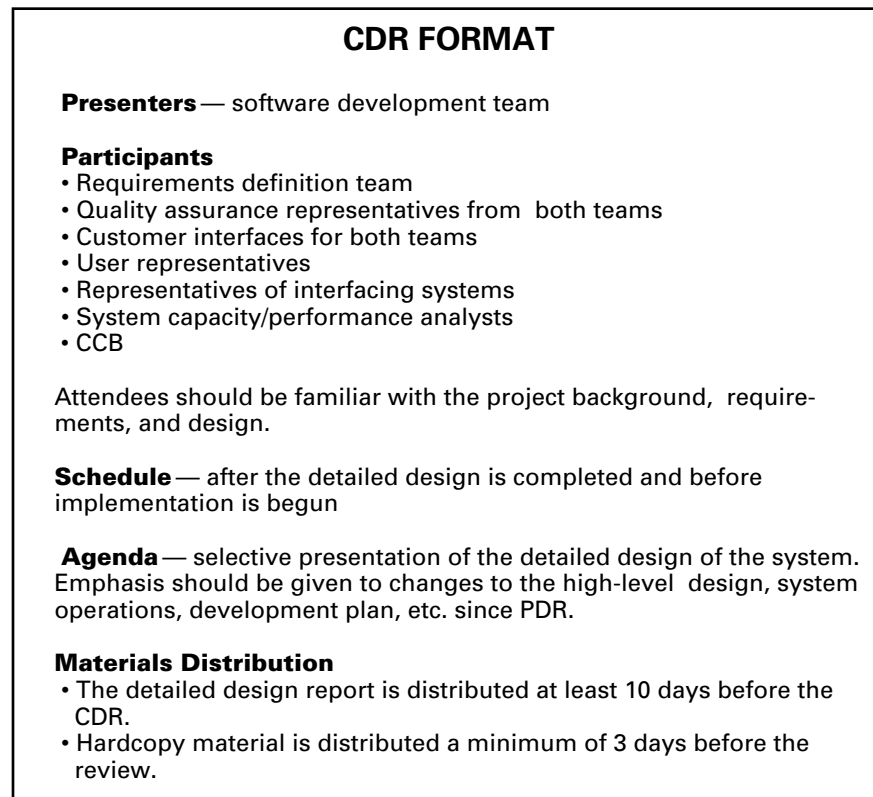 CDR FORMAT
Presenters — software development team
Participants
• Requirements definition team
• Quality assurance representatives from both teams
• Customer interfaces for both teams
• User representatives
• Representatives of interfacing systems
• System capacity/performance analysts
• CCB
Attendees should be familiar with the project background, require-
ments, and design.
Schedule — after the detailed design is completed and before
implementation is begun
Agenda — selective presentation of the detailed design of the system.
Emphasis should be given to changes to the high-level design, system
operations, development plan, etc. since PDR.
Materials Distribution
• The detailed design report is distributed at least 10 days before the
CDR.
• Hardcopy material is distributed a minimum of 3 days before the
review.